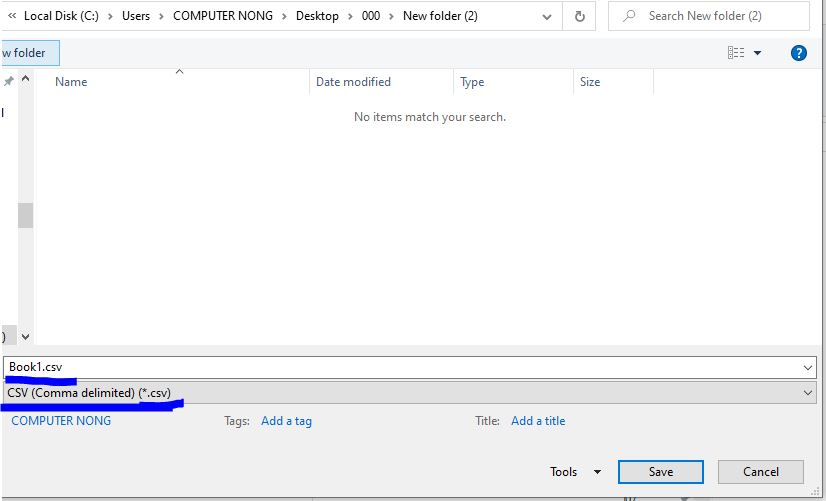 « Local Disk (C:) > Users > COMPUTER NONG > Desktop > 000 > New folder (2)
Search New folder (2)
w folder
Name
Date modified
Type
Size
No items match your search.
)
Book1.csv
CSV (Comma delimited) (*.csv)
COMPUTER NONG
Tags: Add a tag
Title: Add a title
Tools
Save
Cancel